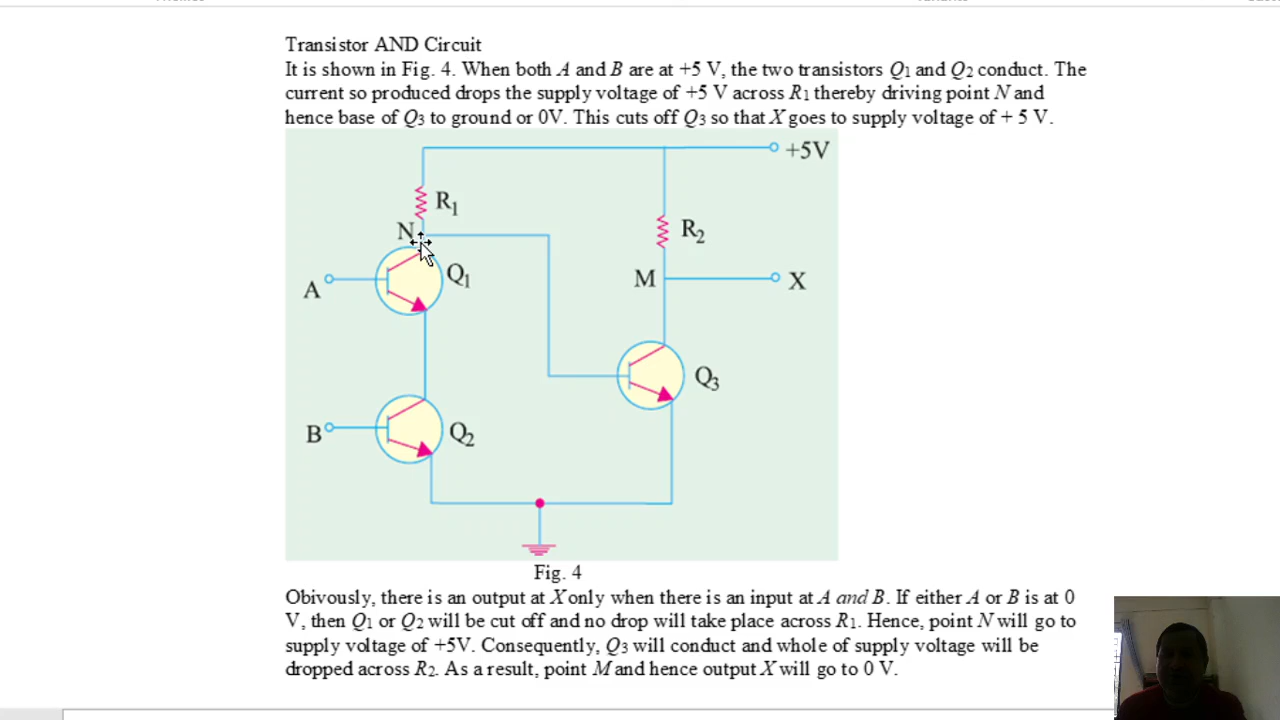 Transistor AND Circuit
It is shown in Fig. 4. When both A and B are at +5 V, the two transistors Q1 and Q2 conduct. The
current so produced drops the supply voltage of +5 V across R1 thereby driving point N and
hence base of Q3 to ground or 0V. This cuts off Q3 so that X goes to supply voltage of + 5 V.
+5V
R1
N
R2
A
Q1
M
X
Q3
B
Q2
Fig. 4
Obivously, there is an output at X only when there is an input at A and B. If either A or B is at 0
V, then Q1 or Q2 will be cut off and no drop will take place across R1. Hence, point N will go to
supply voltage of +5V. Consequently, Q3 will conduct and whole of supply voltage will be
dropped across R2. As a result, point M and hence output X will go to 0 V.